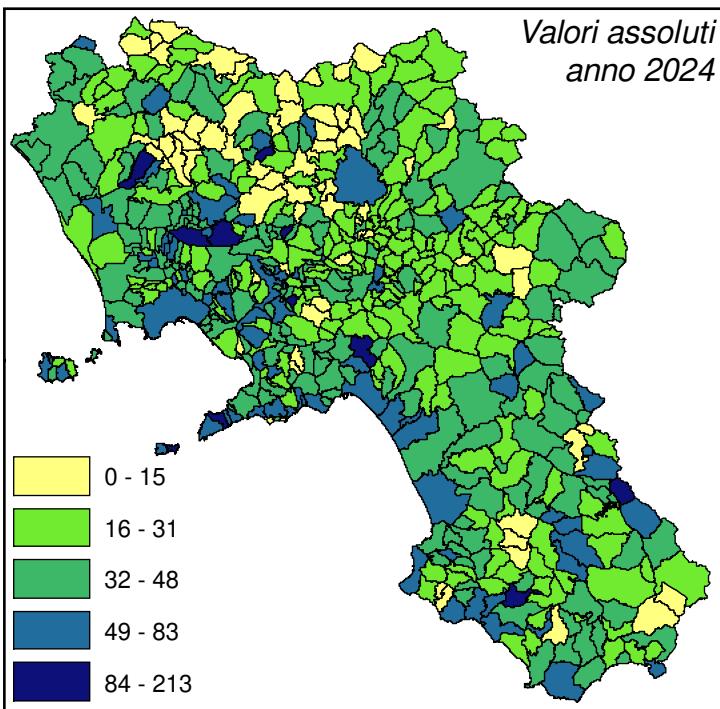 Valori assoluti
anno 2024
0 - 15
16 - 31
32 - 48
49 - 83
84 - 213